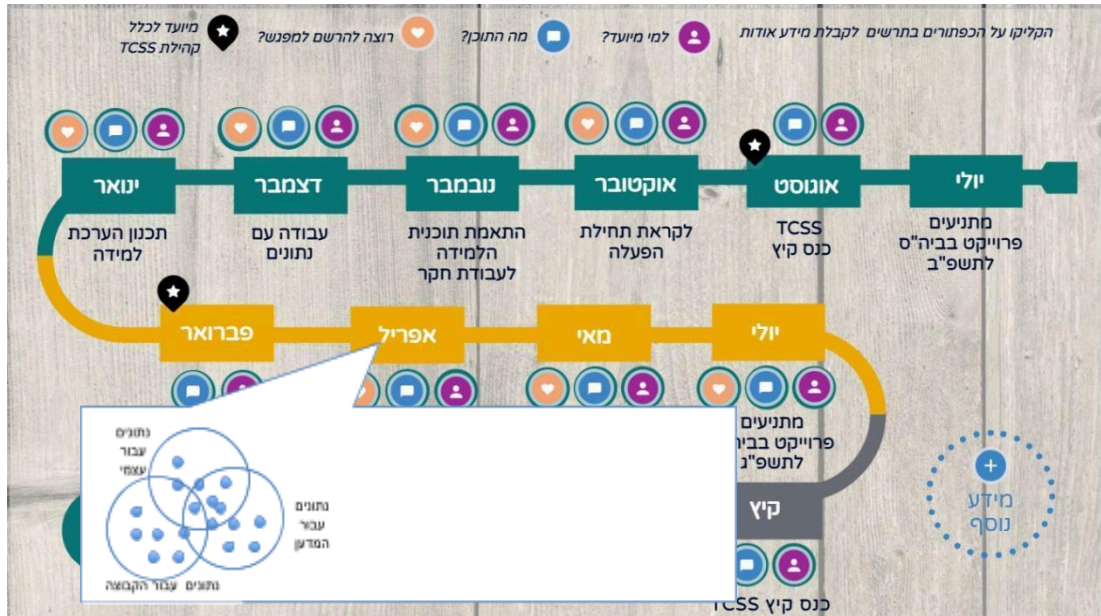 הקליקו על הכפתורים בתרשים לקבלת מידע אודות
למי מיועד?
מה התוכן?
רוצה להרשם למפגש?
מיועד לכלל
קהילת TCSS
יולי
אוגוסט
אוקטובר
נובמבר
דצמבר
ינואר
מתניעים
פרוייקט בביה"ס
לתשפ"ב
TCSS
כנס קיץ
לקראת תחילת
הפעלה
התאמת תוכנית
הלמידה
לעבודת חקר
עבודה עם
נתונים
תכנון הערכת
למידה
פברואר
אפריל
מאי
יולי
מתניעים
לתשפ"ג
קיץ
כנס קיץ TCSS
מידע
נוסף
נתונים
עבור
עצמי
נתונים
עבור
המדען
נתונים עבור הקבוצה